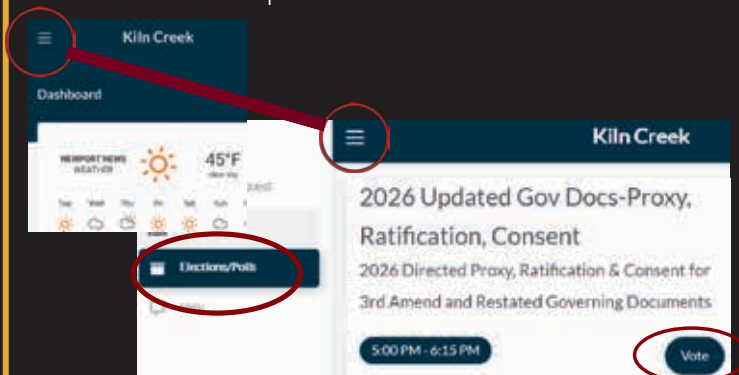 Kiln Creek
Dashboard
NEWPORT NEWS
WEATHER
45°F
clear sky
Tue Wed Thu Fri Sat Sun
Elections/Polls
Kiln Creek
2026 Updated Gov Docs-Proxy,
Ratification, Consent
2026 Directed Proxy, Ratification & Consent for
3rd Amend and Restated Governing Documents
5:00 PM - 6:15 PM
Vote